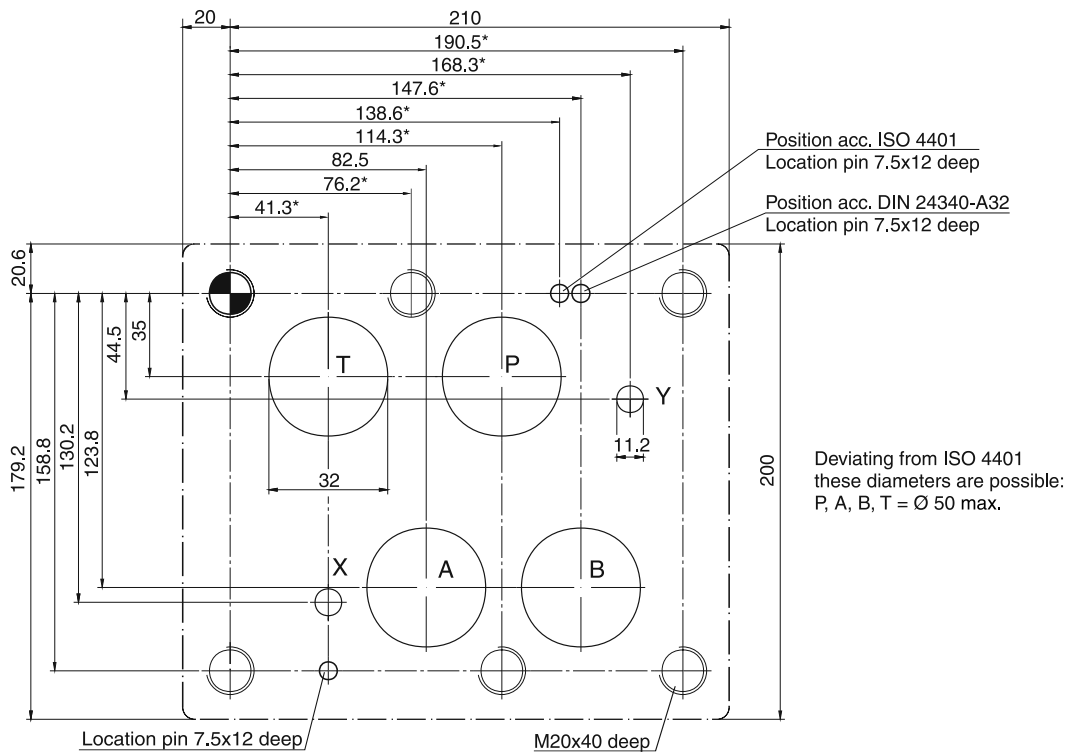 20
210
190.5*
168.3*
147.6*
138.6*
114.3*
82.5
76.2*
41.3*
Position acc. ISO 4401
Location pin 7.5x12 deep
Position acc. DIN 24340-A32
Location pin 7.5x12 deep
20.6
35
44.5
T
P
Y
11.2
32
179.2
158.8
130.2
123.8
200
Deviating from ISO 4401
these diameters are possible:
P, A, B, T = Ø 50 max.
X
A
B
Location pin 7.5x12 deep
M20x40 deep